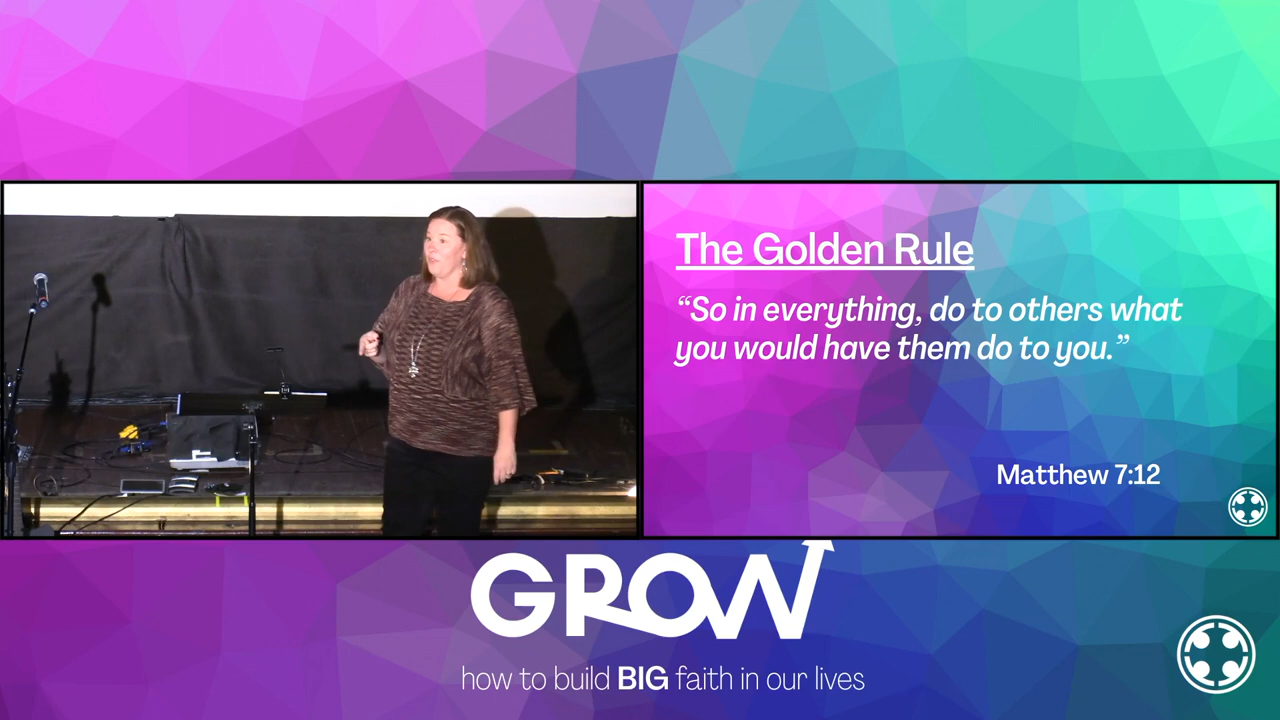 The Golden Rule
“So in everything, do to others what
you would have them do to you.”
Matthew 7:12
GROW
how to build BIG faith in our lives